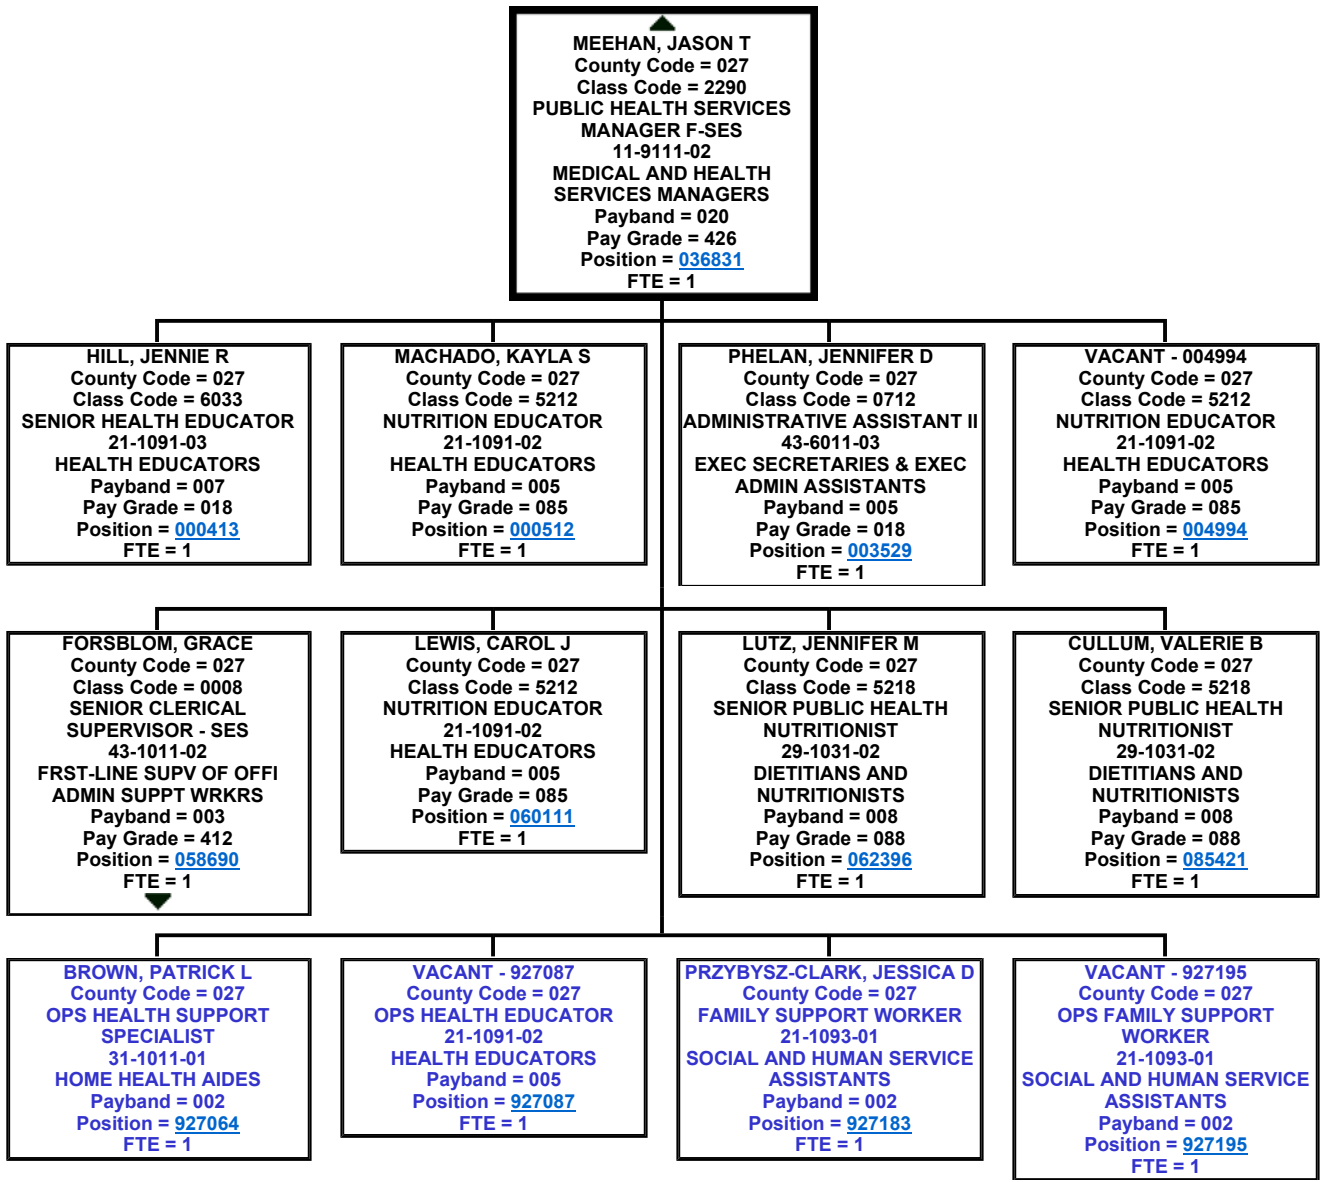 MEEHAN, JASON T
County Code = 027
Class Code = 2290
PUBLIC HEALTH SERVICES
MANAGER F-SES
11-9111-02
MEDICAL AND HEALTH
SERVICES MANAGERS
Payband = 020
Pay Grade = 426
Position = 036831
FTE = 1
HILL, JENNIE R
County Code = 027
Class Code = 6033
SENIOR HEALTH EDUCATOR
21-1091-03
HEALTH EDUCATORS
Payband = 007
Pay Grade = 018
Position = 000413
FTE = 1
MACHADO, KAYLA S
County Code = 027
Class Code = 5212
NUTRITION EDUCATOR
21-1091-02
HEALTH EDUCATORS
Payband = 005
Pay Grade = 085
Position = 000512
FTE = 1
PHELAN, JENNIFER D
County Code = 027
Class Code = 0712
ADMINISTRATIVE ASSISTANT II
43-6011-03
EXEC SECRETARIES & EXEC
ADMIN ASSISTANTS
Payband = 005
Pay Grade = 018
Position = 003529
FTE = 1
VACANT - 004994
County Code = 027
Class Code = 5212
NUTRITION EDUCATOR
21-1091-02
HEALTH EDUCATORS
Payband = 005
Pay Grade = 085
Position = 004994
FTE = 1
FORSBLOM, GRACE
County Code = 027
Class Code = 0008
SENIOR CLERICAL
SUPERVISOR - SES
43-1011-02
FRST-LINE SUPV OF OFFI
ADMIN SUPPT WRKRS
Payband = 003
Pay Grade = 412
Position = 058690
FTE = 1
LEWIS, CAROL J
County Code = 027
Class Code = 5212
NUTRITION EDUCATOR
21-1091-02
HEALTH EDUCATORS
Payband = 005
Pay Grade = 085
Position = 060111
FTE = 1
LUTZ, JENNIFER M
County Code = 027
Class Code = 5218
SENIOR PUBLIC HEALTH
NUTRITIONIST
29-1031-02
DIETITIANS AND
NUTRITIONISTS
Payband = 008
Pay Grade = 088
Position = 062396
FTE = 1
CULLUM, VALERIE B
County Code = 027
Class Code = 5218
SENIOR PUBLIC HEALTH
NUTRITIONIST
29-1031-02
DIETITIANS AND
NUTRITIONISTS
Payband = 008
Pay Grade = 088
Position = 085421
FTE = 1
BROWN, PATRICK L
County Code = 027
OPS HEALTH SUPPORT
SPECIALIST
31-1011-01
HOME HEALTH AIDES
Payband = 002
Position = 927064
FTE = 1
VACANT - 927087
County Code = 027
OPS HEALTH EDUCATOR
21-1091-02
HEALTH EDUCATORS
Payband = 005
Position = 927087
FTE = 1
PRZYBYSZ-CLARK, JESSICA D
County Code = 027
FAMILY SUPPORT WORKER
21-1093-01
SOCIAL AND HUMAN SERVICE
ASSISTANTS
Payband = 002
Position = 927183
FTE = 1
VACANT - 927195
County Code = 027
OPS FAMILY SUPPORT
WORKER
21-1093-01
SOCIAL AND HUMAN SERVICE
ASSISTANTS
Payband = 002
Position = 927195
FTE = 1